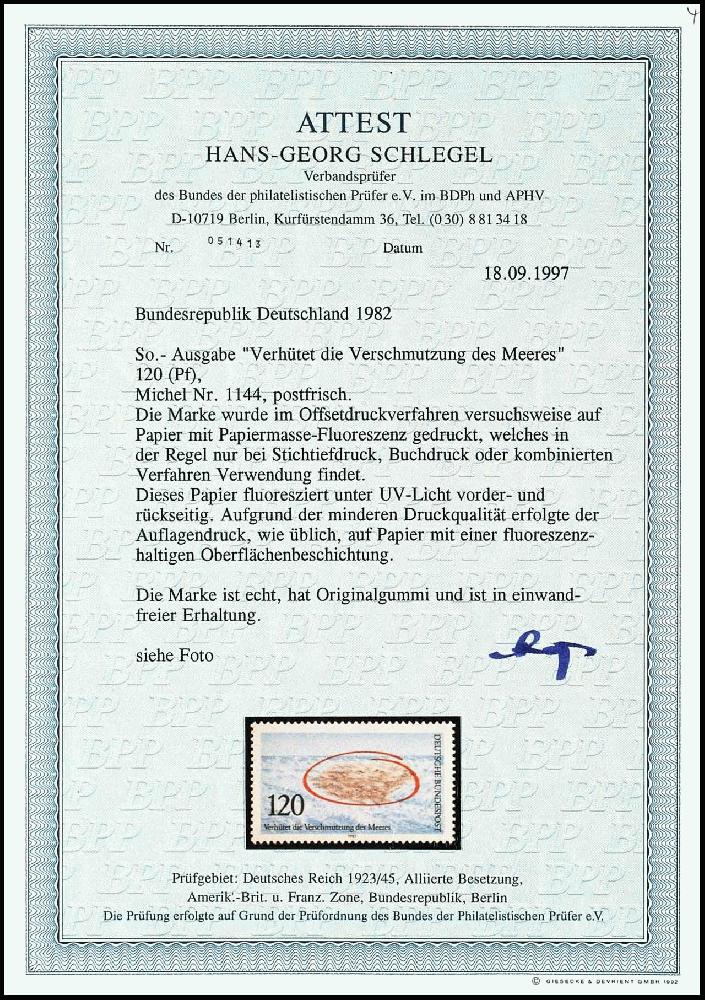 4
ATTEST
HANS-GEORG SCHLEGEL
Verbandsprüfer
des Bundes der philatelistischen Prüfer e.V. im BDPh und APHV
D-10719 Berlin, Kurfürstendamm 36, Tel. (0 30) 8 81 34 18
Nr. 051413 Datum
18.09.1997
Bundesrepublik Deutschland 1982
So.- Ausgabe "Verhütet die Verschmutzung des Meeres"
120 (Pf),
Michel Nr. 1144, postfrisch.
Die Marke wurde im Offsetdruckverfahren versuchsweise auf
Papier mit Papiermasse-Fluoreszenz gedruckt, welches in
der Regel nur bei Stichtiefdruck, Buchdruck oder kombinierten
Verfahren Verwendung findet.
Dieses Papier fluoresziert unter UV-Licht vorder- und
rückseitig. Aufgrund der minderen Druckqualität erfolgte der
Auflagendruck, wie üblich, auf Papier mit einer fluoreszenz-
haltigen Oberflächenbeschichtung.
Die Marke ist echt, hat Originalgummi und ist in einwand-
freier Erhaltung.
siehe Foto
DEUTSCHE BUNDESPOST
120
Verhütet die Verschmutzung des Meeres
Prüfgebiet: Deutsches Reich 1923/45, Alliierte Besetzung,
Amerik.-Brit. u. Franz. Zone, Bundesrepublik, Berlin
Die Prüfung erfolgte auf Grund der Prüfordnung des Bundes der Philatelistischen Prüfer e.V.
© GIESECKE & DEVRIENT GMBH 1992